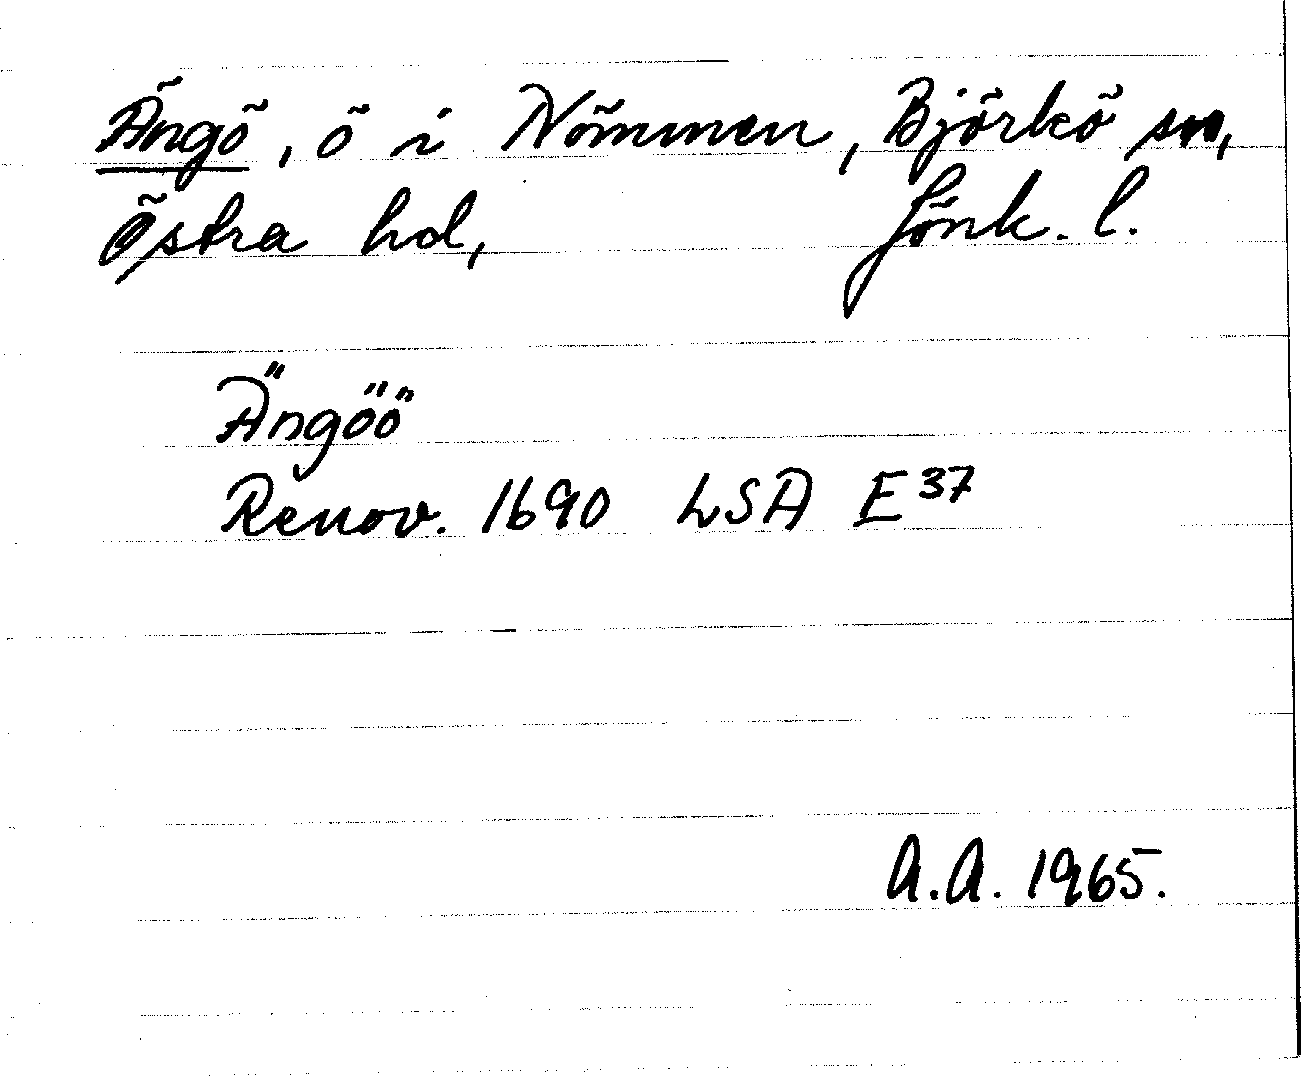 Ängö, ö i Nömmen, Björkö sn,
Östra hd, Jönk. l.
Ängöö
Renov. 1690 LSA E37
A.A. 1965.